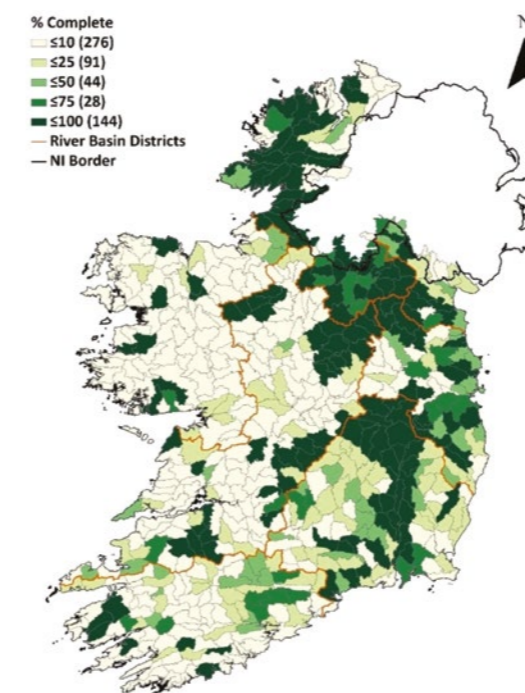 % Complete
≤10 (276)
≤25 (91)
≤50 (44)
≤75 (28)
≤100 (144)
River Basin Districts
NI Border
N